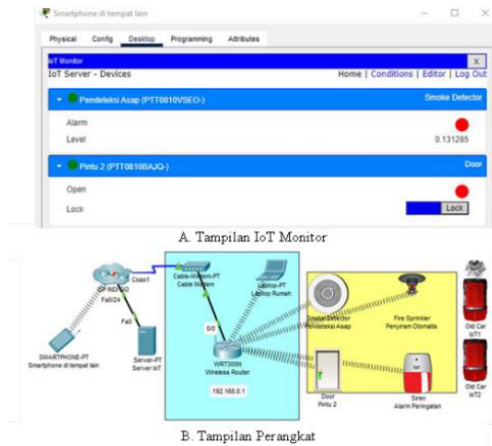 Smartphone di tempat lain
Physical Config Desktop Programming Attributes
IoT Monitor X
IoT Server - Devices Home | Conditions | Editor | Log Out
Pendeteksi Asap (PTT0810VSEO-) Smoke Detector
Alarm
Level 0.131285
Pintu 2 (PTT0810BAJQ-) Door
Open
Lock Lock
A. Tampilan IoT Monitor
Coax1
Cable-Modem-PT
Cable Modem
Laptop-PT
Laptop Rumah
Fa0/24
Fa0
SMARTPHONE-PT
Smartphone di tempat lain
Server-PT
Server IoT
0/0
WRT300N
Wireless Router
192.168.0.1
Smoke Detector
Pendeteksi Asap
Fire Sprinkler
Penyiram Otomatis
Old Car
IoT1
Door
Pintu 2
Siren
Alarm Peringatan
Old Car
IoT2
B. Tampilan Perangkat